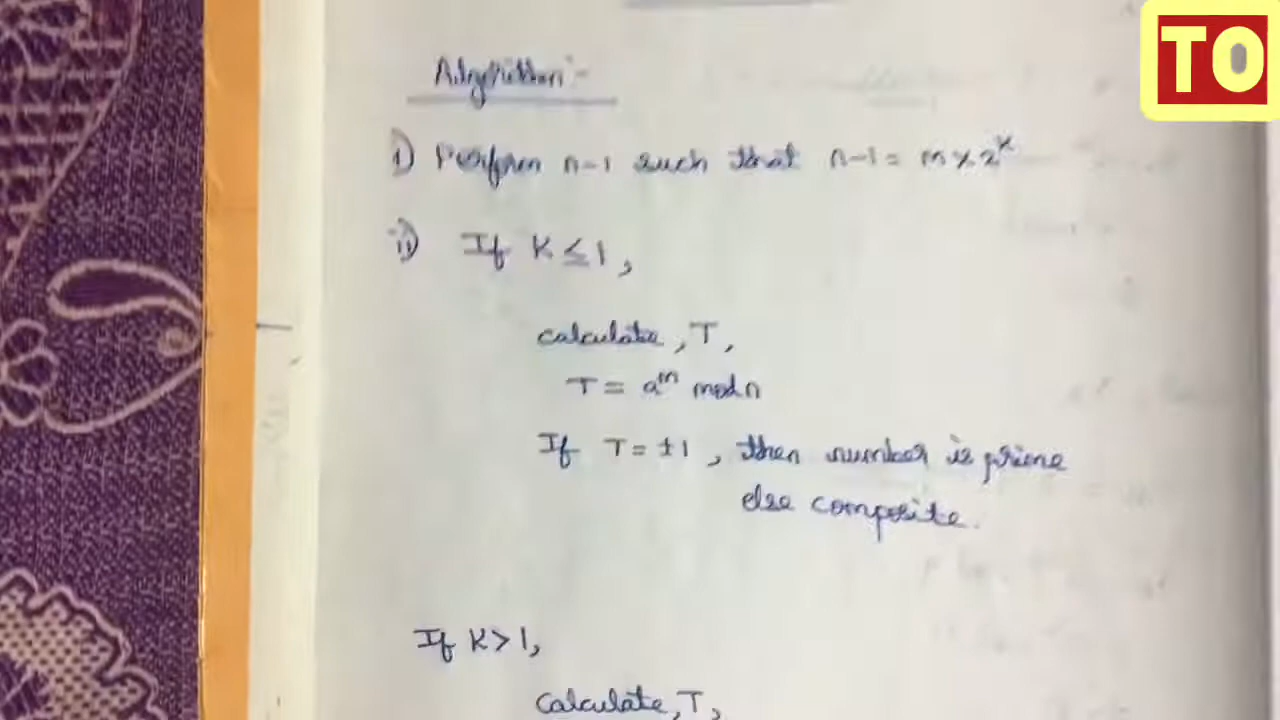 TO
Algorithm :-
i) Perform n-1 such that n-1 = m x 2^k
ii) If K ≤ 1,
calculate, T,
T = a^m mod n
If T = ±1, then number is prime
else composite.
If K > 1,
calculate, T,